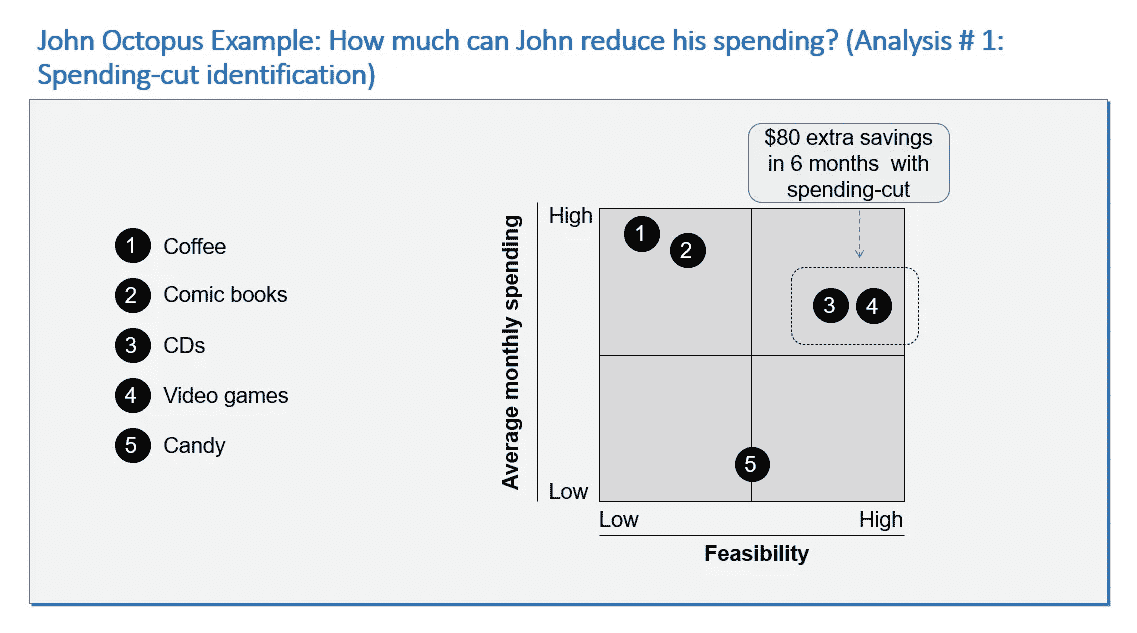 John Octopus Example: How much can John reduce his spending? (Analysis # 1:
Spending-cut identification)
$80 extra savings
in 6 months with
spending-cut
1 Coffee
2 Comic books
3 CDs
4 Video games
5 Candy
Average monthly spending
High
1
2
3
4
5
Low
Low
High
Feasibility